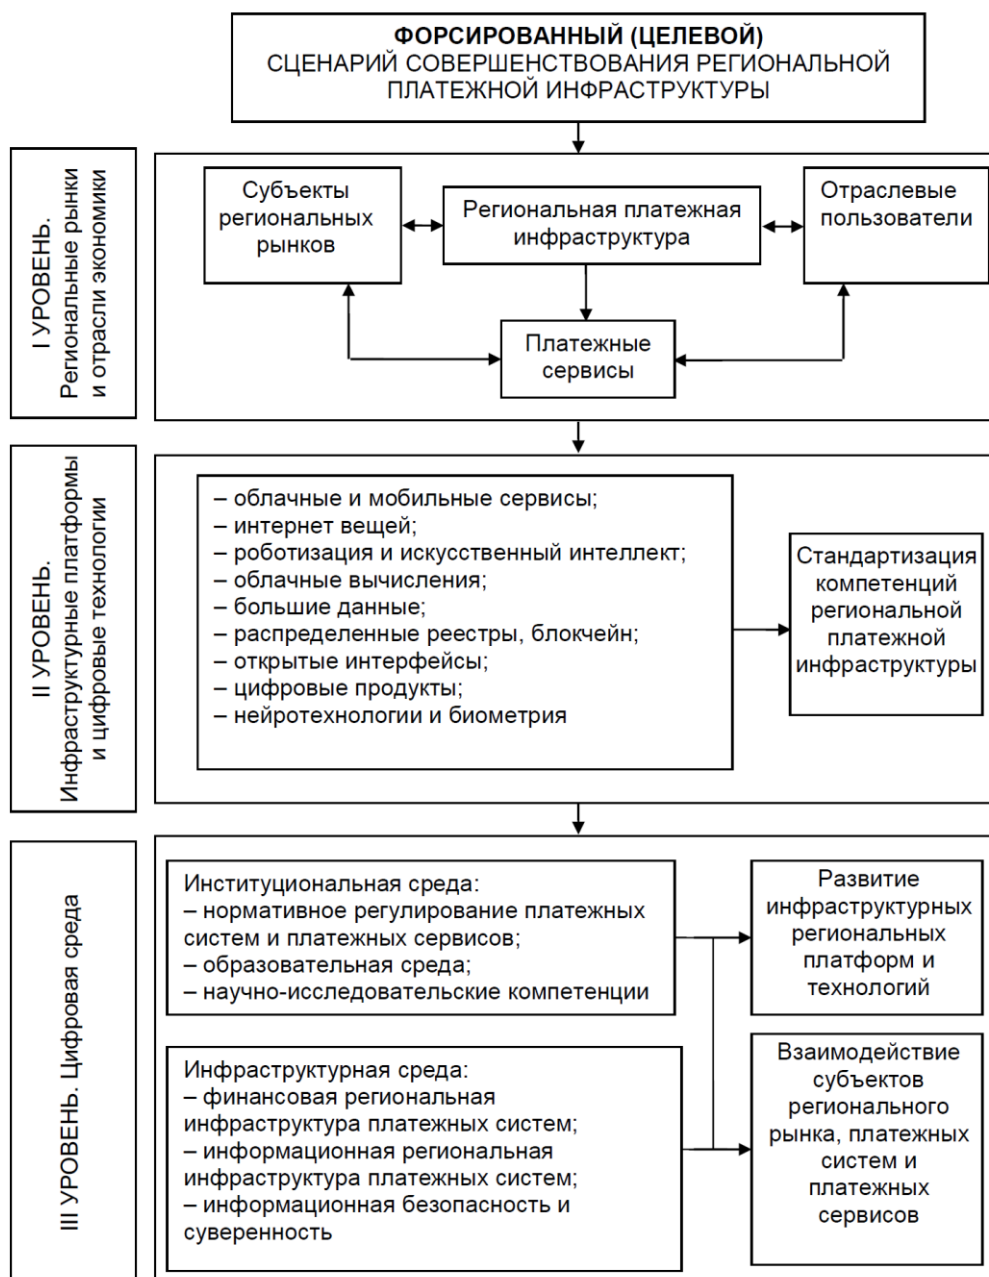 ФОРСИРОВАННЫЙ (ЦЕЛЕВОЙ)
СЦЕНАРИЙ СОВЕРШЕНСТВОВАНИЯ РЕГИОНАЛЬНОЙ
ПЛАТЕЖНОЙ ИНФРАСТРУКТУРЫ
I УРОВЕНЬ.
Региональные рынки
и отрасли экономики
Субъекты
региональных
рынков
Региональная платежная
инфраструктура
Отраслевые
пользователи
Платежные
сервисы
II УРОВЕНЬ.
Инфраструктурные платформы
и цифровые технологии
– облачные и мобильные сервисы;
– интернет вещей;
– роботизация и искусственный интеллект;
– облачные вычисления;
– большие данные;
– распределенные реестры, блокчейн;
– открытые интерфейсы;
– цифровые продукты;
– нейротехнологии и биометрия
Стандартизация
компетенций
региональной
платежной
инфраструктуры
III УРОВЕНЬ. Цифровая среда
Институциональная среда:
– нормативное регулирование платежных
систем и платежных сервисов;
– образовательная среда;
– научно-исследовательские компетенции
Развитие
инфраструктурных
региональных
платформ и
технологий
Инфраструктурная среда:
– финансовая региональная
инфраструктура платежных систем;
– информационная региональная
инфраструктура платежных систем;
– информационная безопасность и
суверенность
Взаимодействие
субъектов
регионального
рынка, платежных
систем и
платежных
сервисов